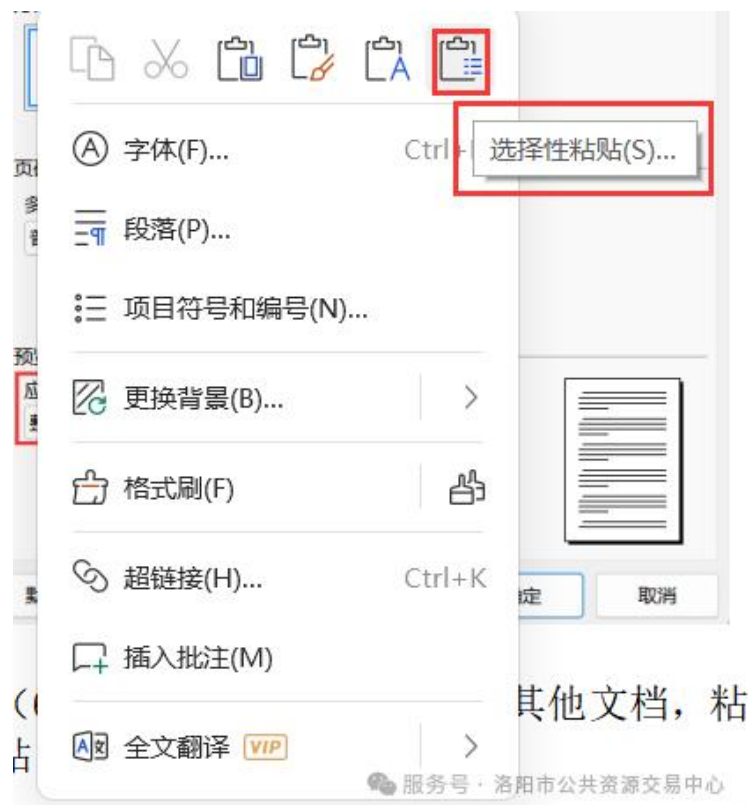 选择性粘贴(S)...
字体(F)...
段落(P)...
项目符号和编号(N)...
更换背景(B)...
格式刷(F)
超链接(H)... Ctrl+K
取消
插入批注(M)
其他文档，粘
全文翻译 VIP
服务号 · 洛阳市公共资源交易中心